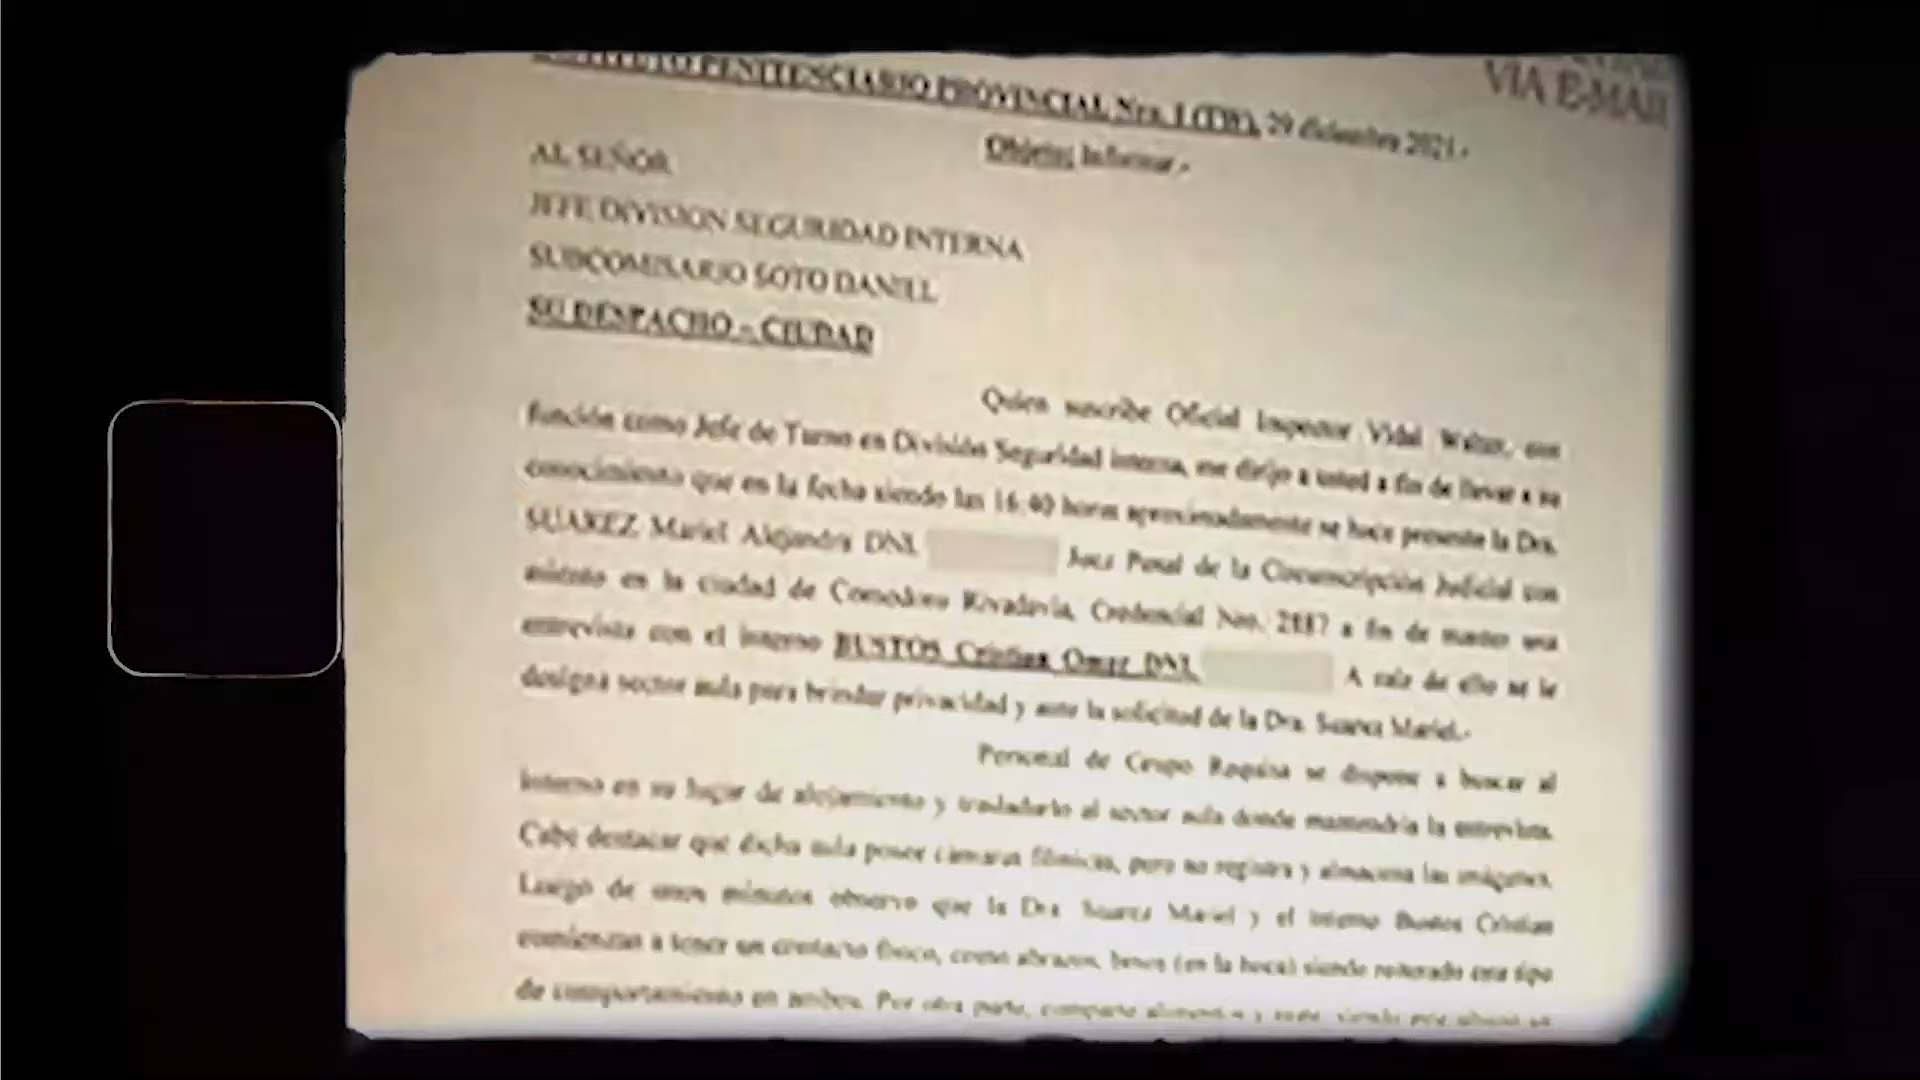 VIA E-MAIL
INSTITUTO PENITENCIARIO PROVINCIAL Nro. 1 (TW), 29 diciembre 2021.-
Objeto: Informar.-
AL SEÑOR
JEFE DIVISION SEGURIDAD INTERNA
SUBCOMISARIO SOTO DANIEL
SU DESPACHO – CIUDAD
Quien suscribe Oficial Inspector Vidal Walter, con
función como Jefe de Turno en División Seguridad interna, me dirijo a usted a fin de llevar a su
conocimiento que en la fecha siendo las 16:40 horas aproximadamente se hace presente la Dra.
SUAREZ Mariel Alejandra DNI. Juez Penal de la Circunscripción Judicial con
asiento en la ciudad de Comodoro Rivadavia, Credencial Nro. 2887 a fin de mantener una
entrevista con el interno BUSTOS Cristian Omar DNI. A raíz de ello se le
designa sector aula para brindar privacidad y ante la solicitud de la Dra. Suarez Mariel.-
Personal de Grupo Requisa se dispone a buscar al
interno en su lugar de alojamiento y trasladarlo al sector aula donde mantendría la entrevista.
Cabe destacar que dicha aula posee cámaras fílmicas, pero no registra y almacena las imágenes.
Luego de unos minutos observo que la Dra. Suarez Mariel y el interno Bustos Cristian
comienzan a tener un contacto físico, como abrazos, besos (en la boca) siendo reiterado este tipo
de comportamiento en ambos. Por otra parte, comparte alimentos y mate, siendo